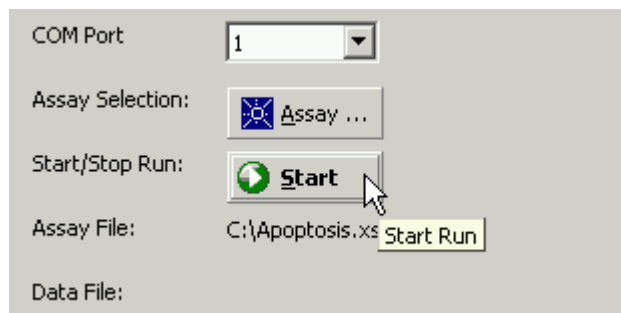 COM Port 1
Assay Selection: Assay ...
Start/Stop Run: Start
Assay File: C:\Apoptosis.xs
Start Run
Data File: